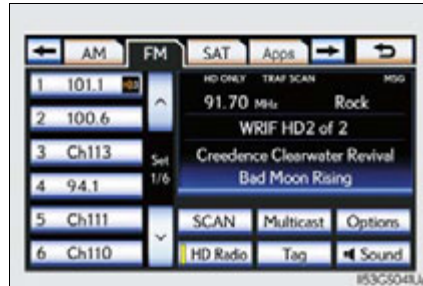 AM FM SAT Apps
1 101.1
2 100.6
3 Ch113
4 94.1
5 Ch111
6 Ch110
Set
1/6
HD ONLY TRAF SCAN MSG
91.70 MHz Rock
WRIF HD2 of 2
Creedence Clearwater Revival
Bad Moon Rising
SCAN Multicast Options
HD Radio Tag Sound